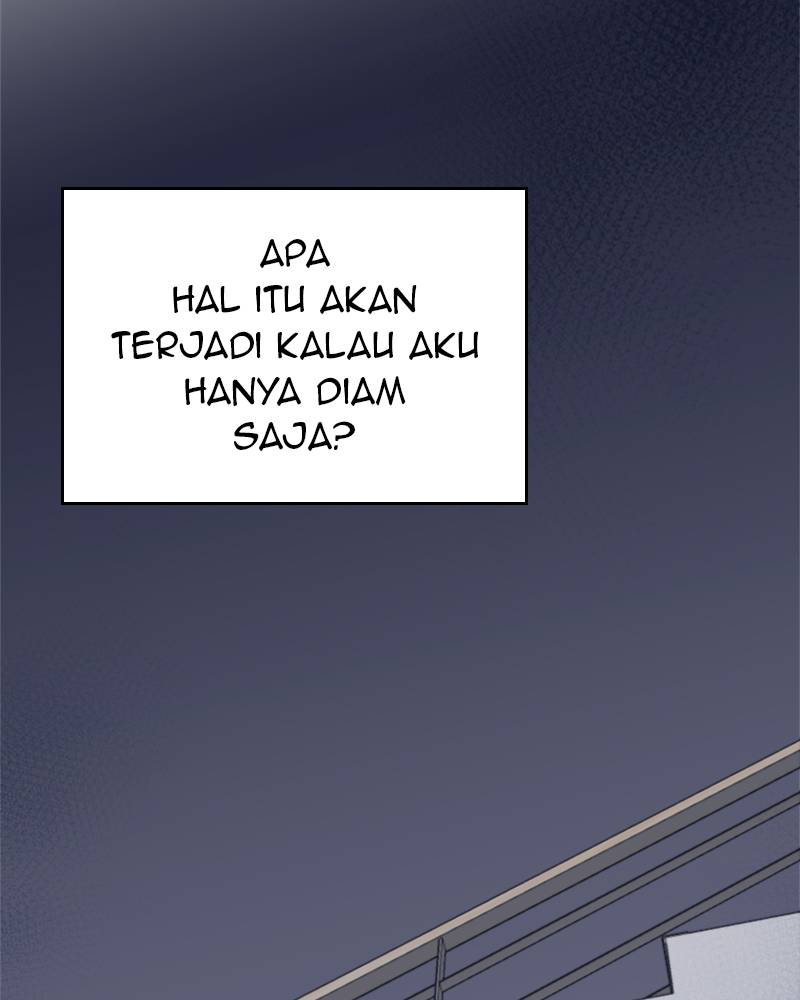 APA
HAL ITU AKAN
TERJADI KALAU AKU
HANYA DIAM
SAJA?